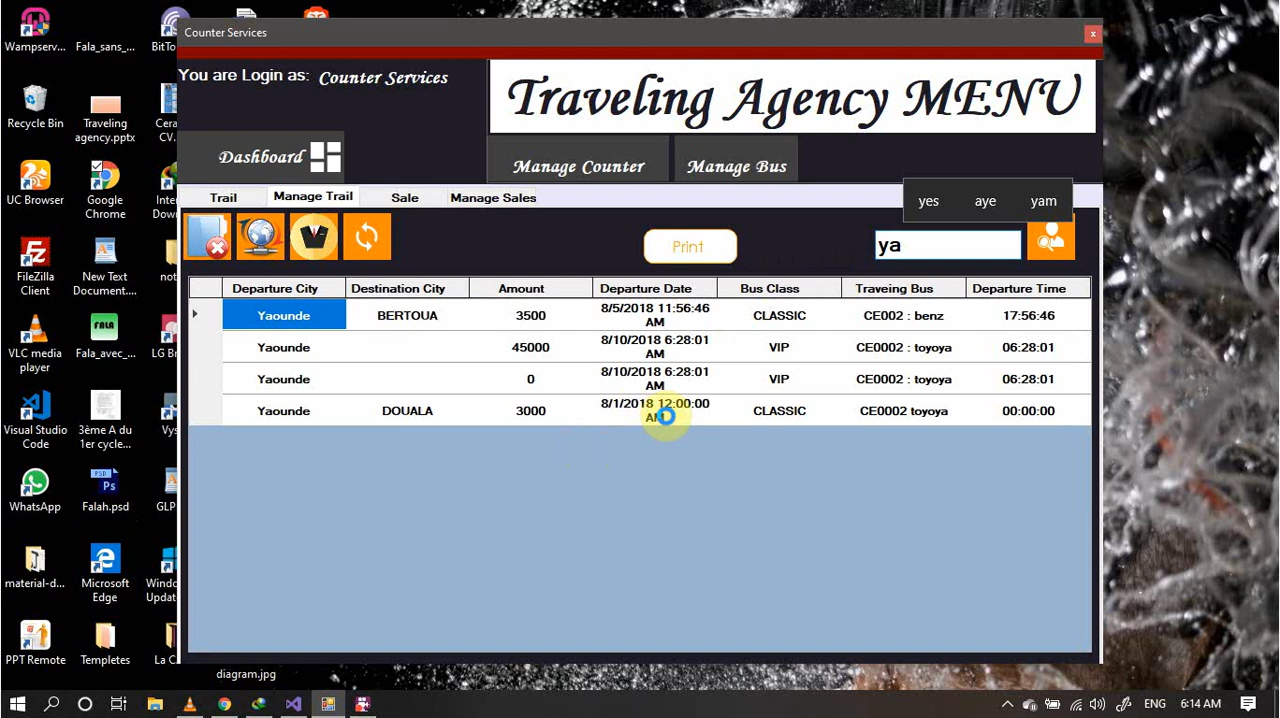 Counter Services
x
You are Login as: Counter Services
Traveling Agency MENU
Dashboard
Manage Counter
Manage Bus
Trail
Manage Trail
Sale
Manage Sales
yes aye yam
Print
ya
Departure City Destination City Amount Departure Date Bus Class Traveing Bus Departure Time
Yaounde BERTOUA 3500 8/5/2018 11:56:46 AM CLASSIC CE002 : benz 17:56:46
Yaounde 45000 8/10/2018 6:28:01 AM VIP CE0002 : toyoya 06:28:01
Yaounde 0 8/10/2018 6:28:01 AM VIP CE0002 : toyoya 06:28:01
Yaounde DOUALA 3000 8/1/2018 12:00:00 CLASSIC CE0002 toyoya 00:00:00
Wampserv...
Fala_sans_...
BitTo
Recycle Bin
Traveling
agency.pptx
Cera
CV.
UC Browser
Google
Chrome
Inter
Dow
FileZilla
Client
New Text
Document....
not
VLC media
player
Fala_avec_...
LG Br
FALA
Visual Studio
Code
3ème A du
1er cycle...
Vys
WhatsApp
PSD
Ps
Falah.psd
GLP
material-d...
Microsoft
Edge
Windo
Updat
PPT Remote
Templetes
La C
diagram.jpg
ENG
6:14 AM